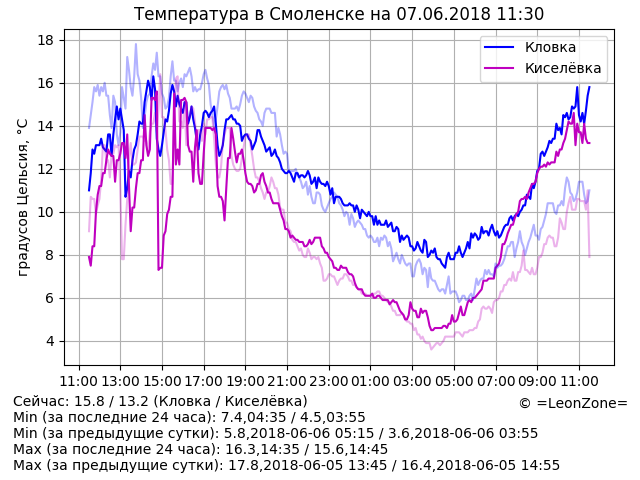 Температура в Смоленске на 07.06.2018 11:30
Кловка
Киселёвка
градусов Цельсия, °C
18
16
14
12
10
8
6
4
11:00 13:00 15:00 17:00 19:00 21:00 23:00 01:00 03:00 05:00 07:00 09:00 11:00
Сейчас: 15.8 / 13.2 (Кловка / Киселёвка)
© =LeonZone=
Min (за последние 24 часа): 7.4,04:35 / 4.5,03:55
Min (за предыдущие сутки): 5.8,2018-06-06 05:15 / 3.6,2018-06-06 03:55
Max (за последние 24 часа): 16.3,14:35 / 15.6,14:45
Max (за предыдущие сутки): 17.8,2018-06-05 13:45 / 16.4,2018-06-05 14:55